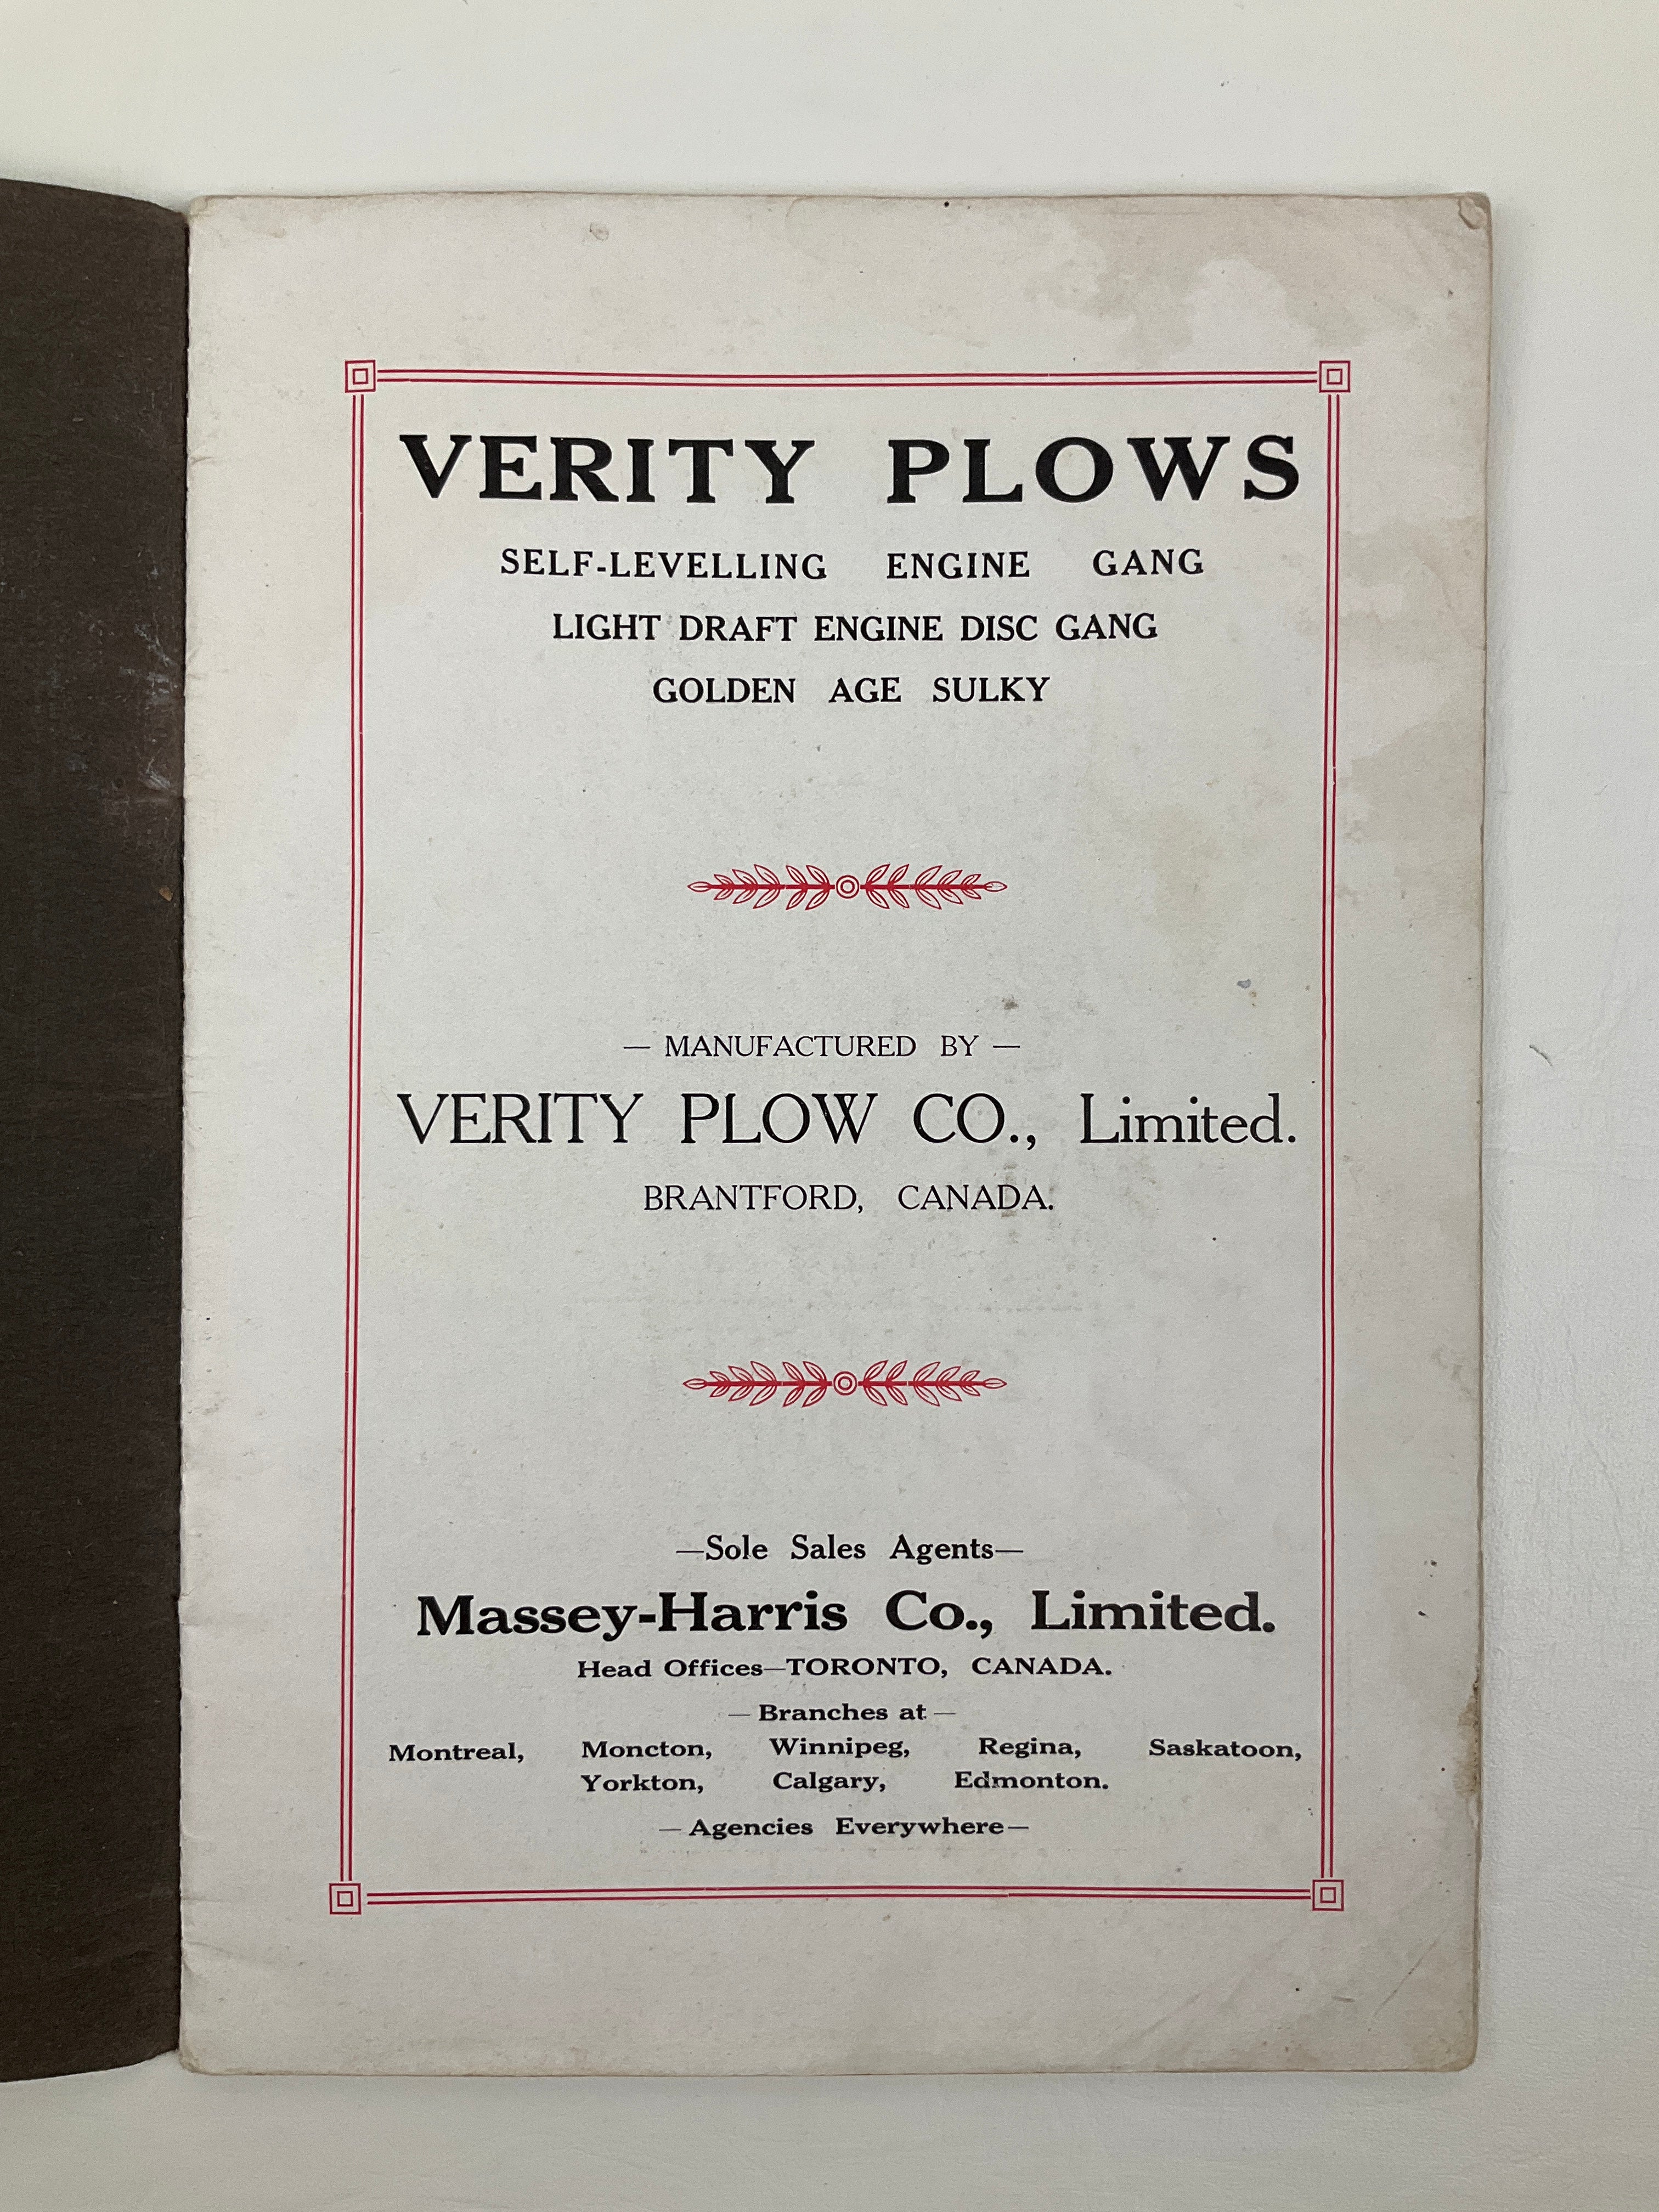 VERITY PLOWS
SELF-LEVELLING ENGINE GANG
LIGHT DRAFT ENGINE DISC GANG
GOLDEN AGE SULKY
— MANUFACTURED BY —
VERITY PLOW CO., Limited.
BRANTFORD, CANADA.
—Sole Sales Agents—
Massey-Harris Co., Limited.
Head Offices—TORONTO, CANADA.
— Branches at —
Montreal, Moncton, Winnipeg, Regina, Saskatoon,
Yorkton, Calgary, Edmonton.
— Agencies Everywhere—